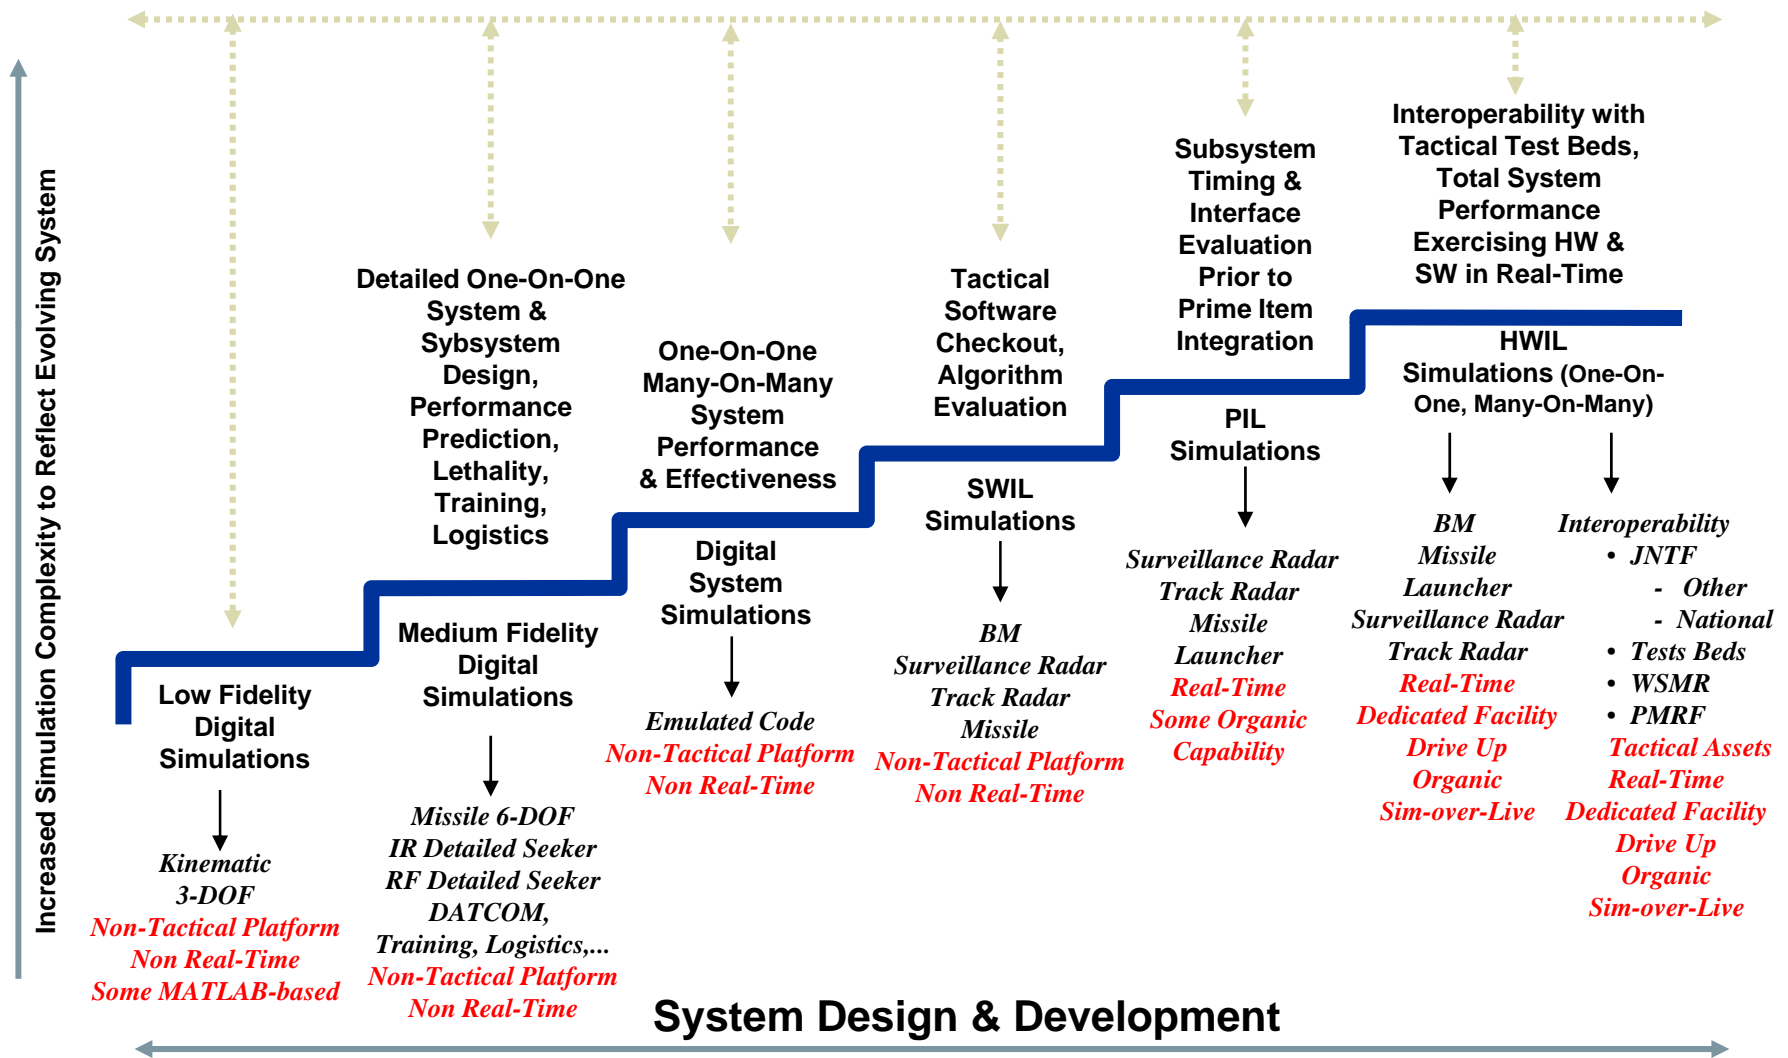 Increased Simulation Complexity to Reflect Evolving System
Detailed One-On-One
System &
Sybsystem
Design,
Performance
Prediction,
Lethality,
Training,
Logistics
One-On-One
Many-On-Many
System
Performance
& Effectiveness
Tactical
Software
Checkout,
Algorithm
Evaluation
Subsystem
Timing &
Interface
Evaluation
Prior to
Prime Item
Integration
Interoperability with
Tactical Test Beds,
Total System
Performance
Exercising HW &
SW in Real-Time
Low Fidelity
Digital
Simulations
Kinematic
3-DOF
Non-Tactical Platform
Non Real-Time
Some MATLAB-based
Medium Fidelity
Digital
Simulations
Missile 6-DOF
IR Detailed Seeker
RF Detailed Seeker
DATCOM,
Training, Logistics,...
Non-Tactical Platform
Non Real-Time
Digital
System
Simulations
Emulated Code
Non-Tactical Platform
Non Real-Time
SWIL
Simulations
BM
Surveillance Radar
Track Radar
Missile
Non-Tactical Platform
Non Real-Time
PIL
Simulations
Surveillance Radar
Track Radar
Missile
Launcher
Real-Time
Some Organic
Capability
HWIL
Simulations (One-On-
One, Many-On-Many)
BM
Missile
Launcher
Surveillance Radar
Track Radar
Real-Time
Dedicated Facility
Drive Up
Organic
Sim-over-Live
Interoperability
• JNTF
- Other
- National
• Tests Beds
• WSMR
• PMRF
Tactical Assets
Real-Time
Dedicated Facility
Drive Up
Organic
Sim-over-Live
System Design & Development